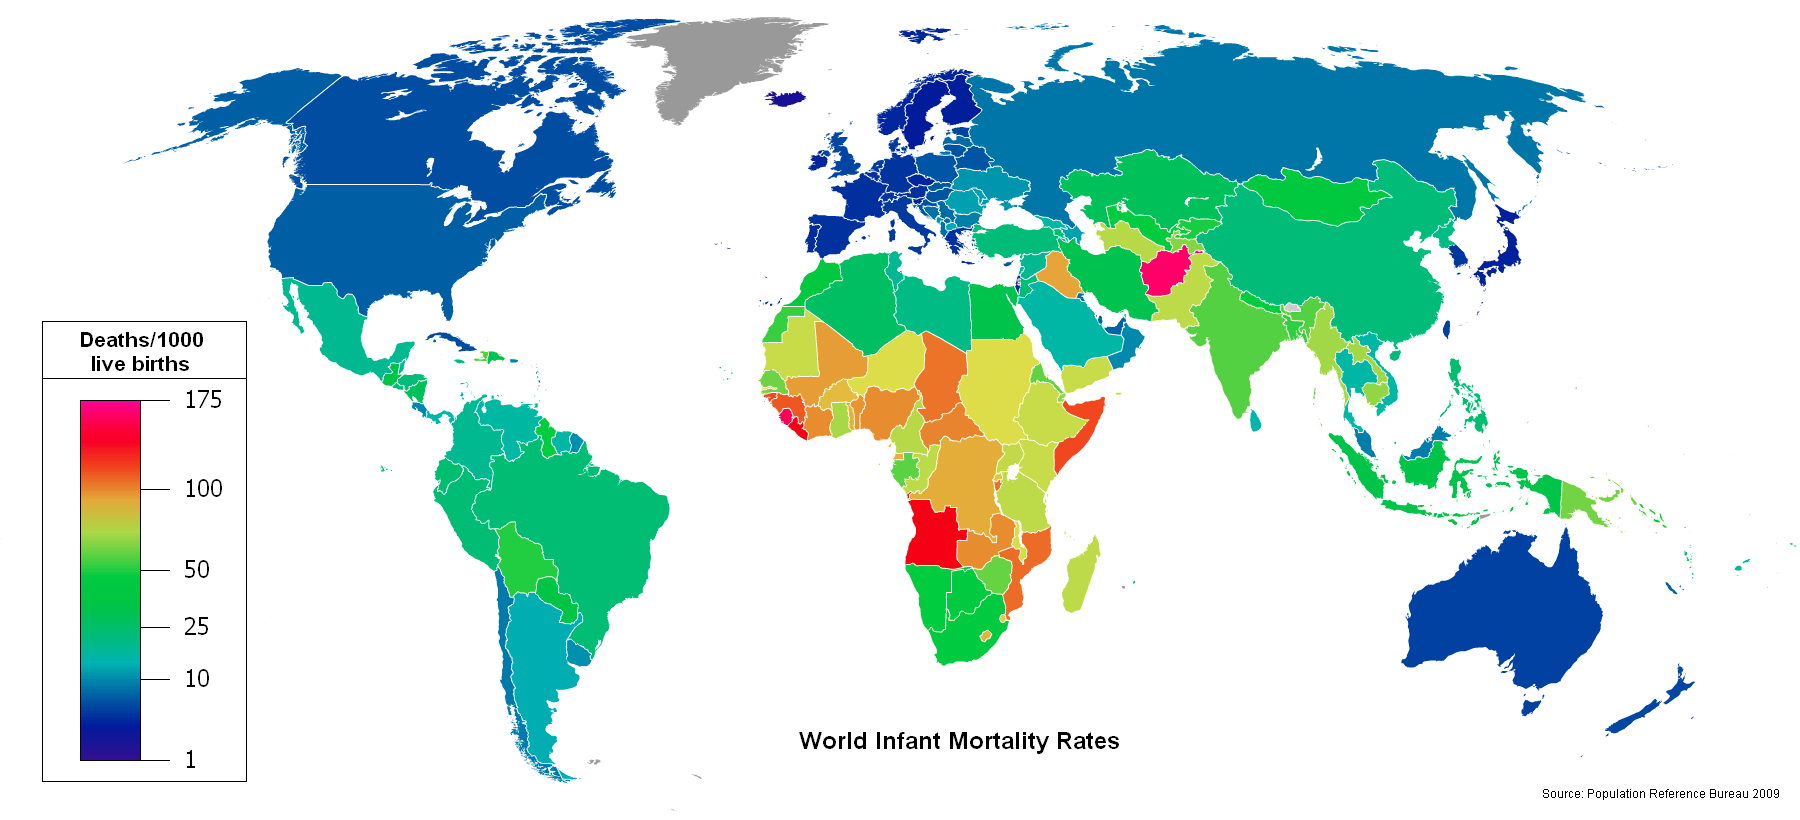 Deaths/1000
live births
175
100
50
25
10
1
World Infant Mortality Rates
Source: Population Reference Bureau 2009